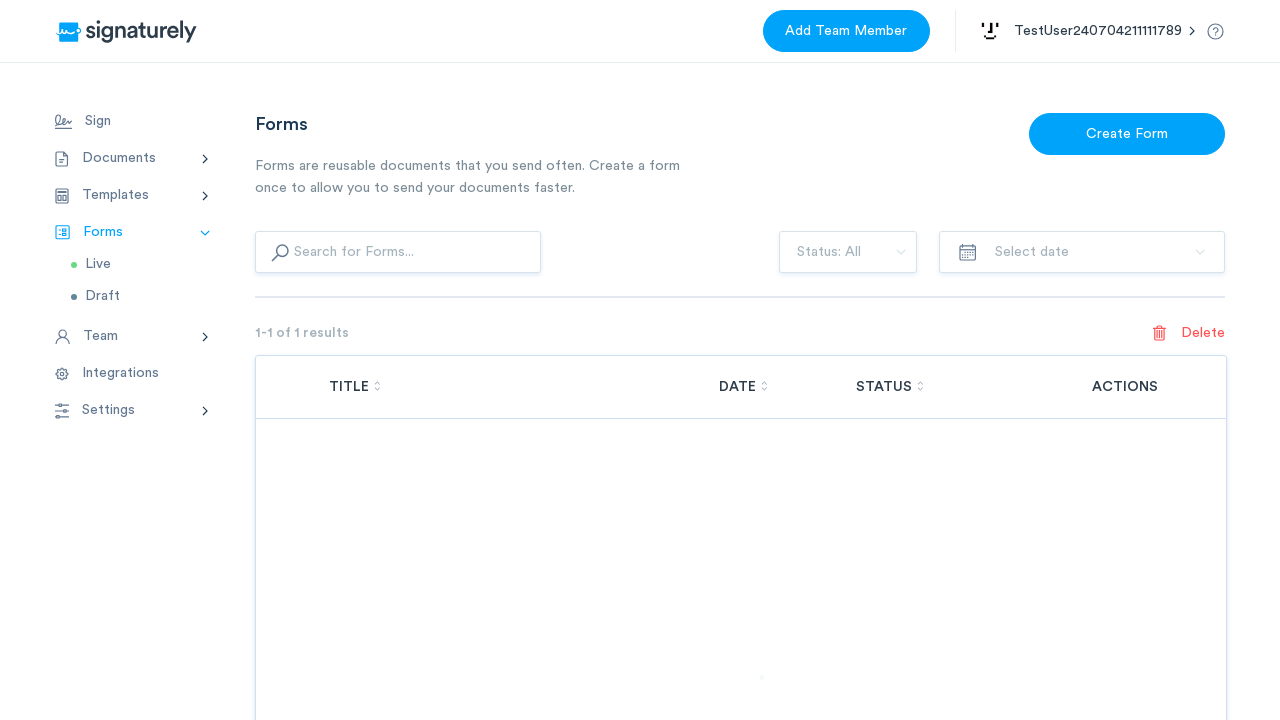 signaturely
Add Team Member
TestUser240704211111789
Sign
Documents
Templates
Forms
Live
Draft
Team
Integrations
Settings
Forms
Create Form
Forms are reusable documents that you send often. Create a form
once to allow you to send your documents faster.
Search for Forms...
Status: All
Select date
1-1 of 1 results
Delete
TITLE
DATE
STATUS
ACTIONS